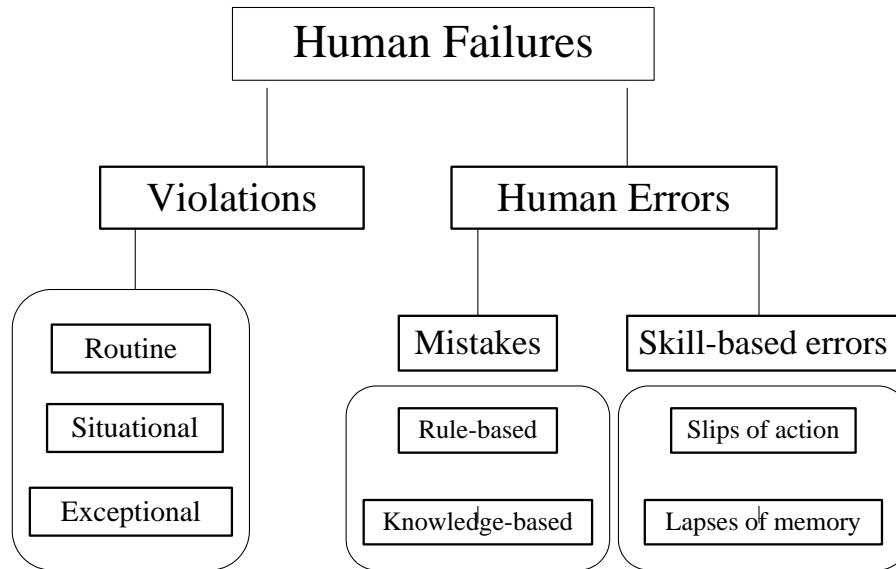 Human Failures
Violations
Human Errors
Mistakes
Skill-based errors
Routine
Situational
Exceptional
Rule-based
Knowledge-based
Slips of action
Lapses of memory